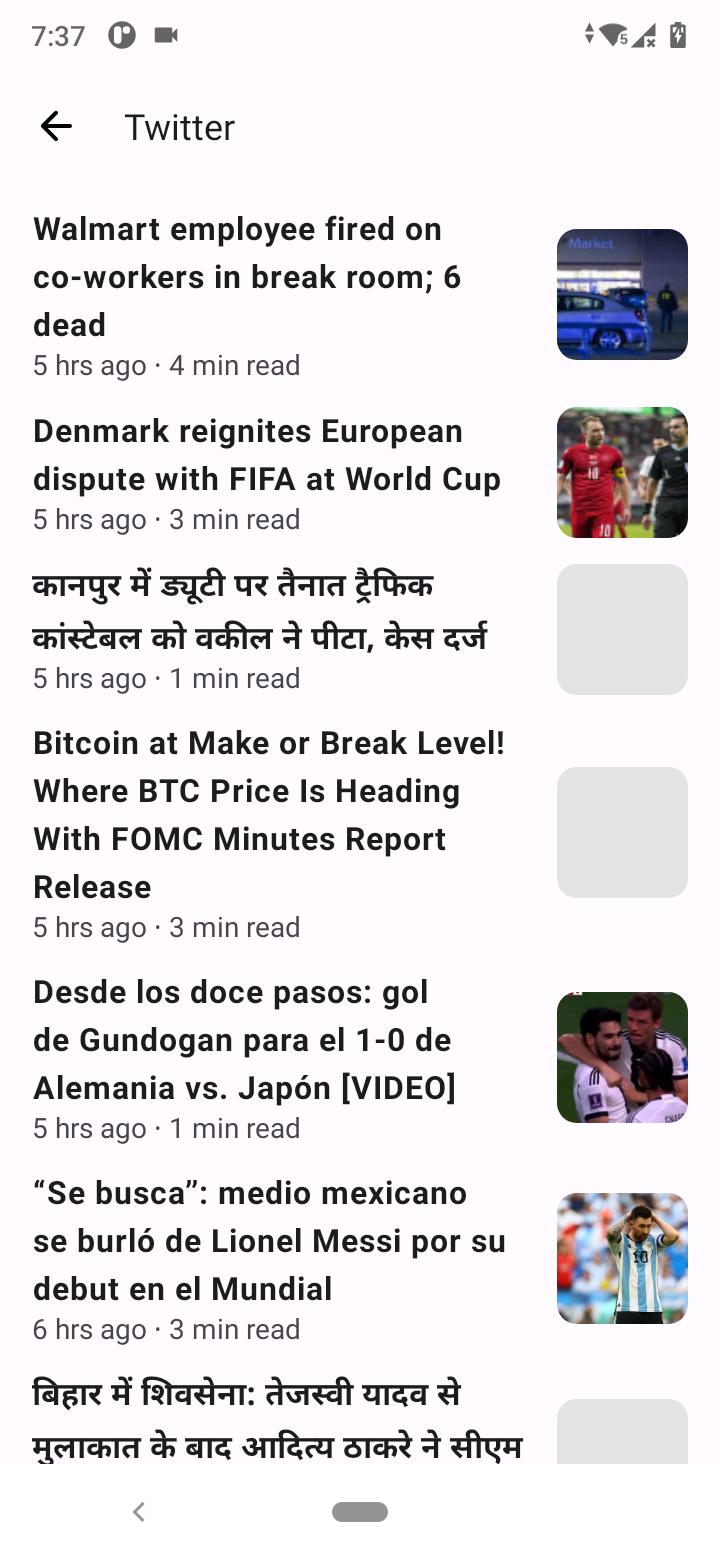 7:37
5
Twitter
Walmart employee fired on
co-workers in break room; 6
dead
5 hrs ago · 4 min read
Market
Denmark reignites European
dispute with FIFA at World Cup
5 hrs ago · 3 min read
10
10
कानपुर में ड्यूटी पर तैनात ट्रैफिक
कांस्टेबल को वकील ने पीटा, केस दर्ज
5 hrs ago · 1 min read
Bitcoin at Make or Break Level!
Where BTC Price Is Heading
With FOMC Minutes Report
Release
5 hrs ago · 3 min read
Desde los doce pasos: gol
de Gundogan para el 1-0 de
Alemania vs. Japón [VIDEO]
5 hrs ago · 1 min read
“Se busca”: medio mexicano
se burló de Lionel Messi por su
debut en el Mundial
6 hrs ago · 3 min read
10
बिहार में शिवसेना: तेजस्वी यादव से
मुलाकात के बाद आदित्य ठाकरे ने सीएम